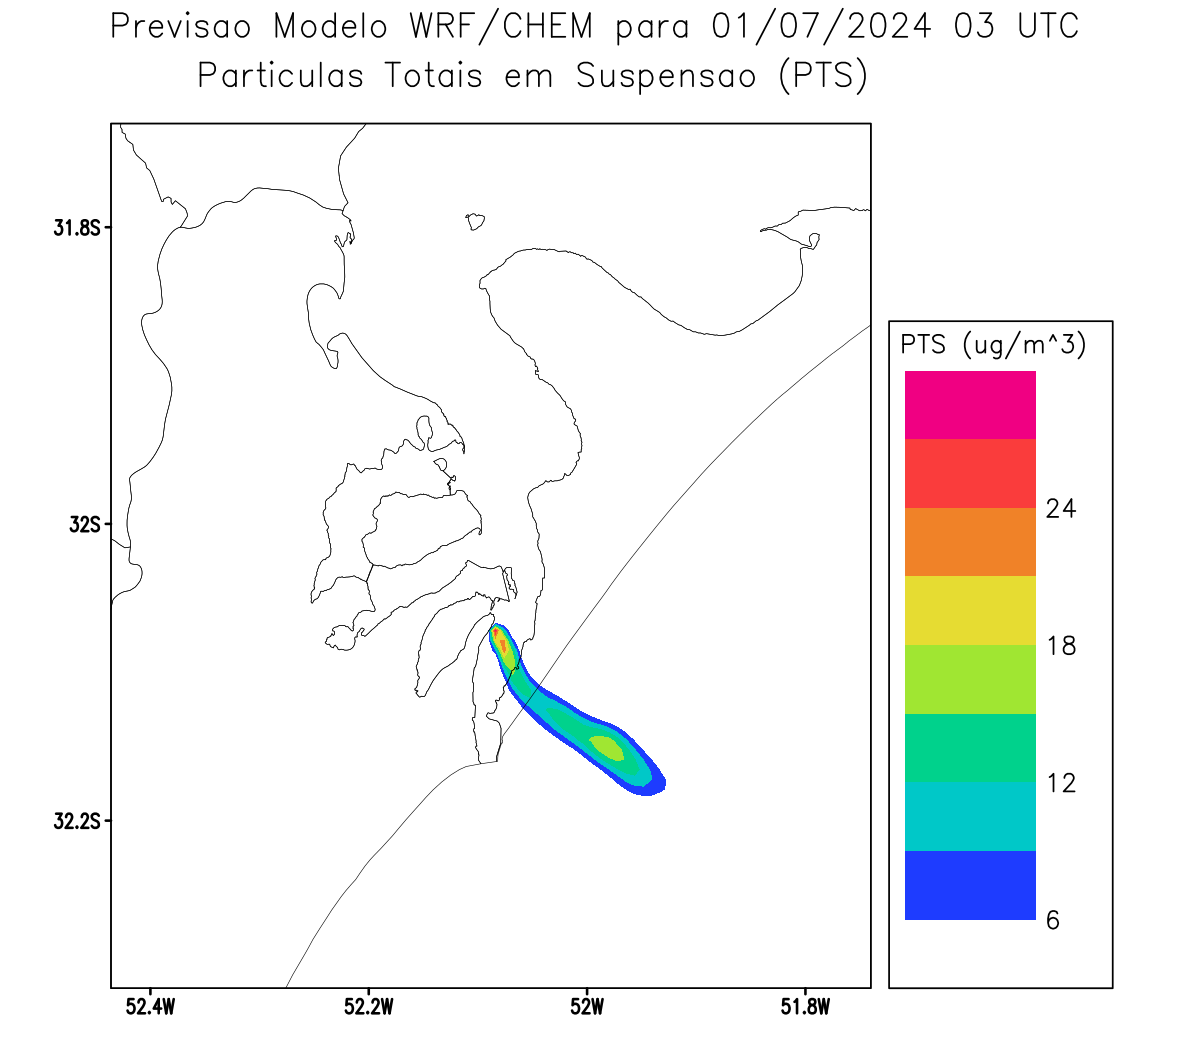 Previsao Modelo WRF/CHEM para 01/07/2024 03 UTC
Particulas Totais em Suspensao (PTS)
31.8S
32S
32.2S
52.4W
52.2W
52W
51.8W
PTS (ug/m^3)
24
18
12
6